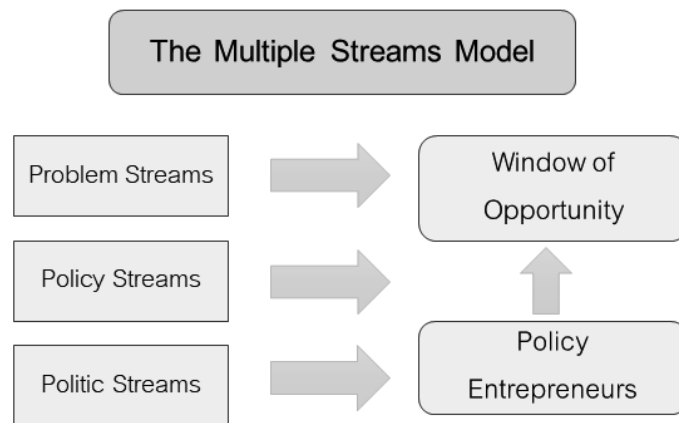 The Multiple Streams Model
Problem Streams
Window of
Opportunity
Policy Streams
Politic Streams
Policy
Entrepreneurs